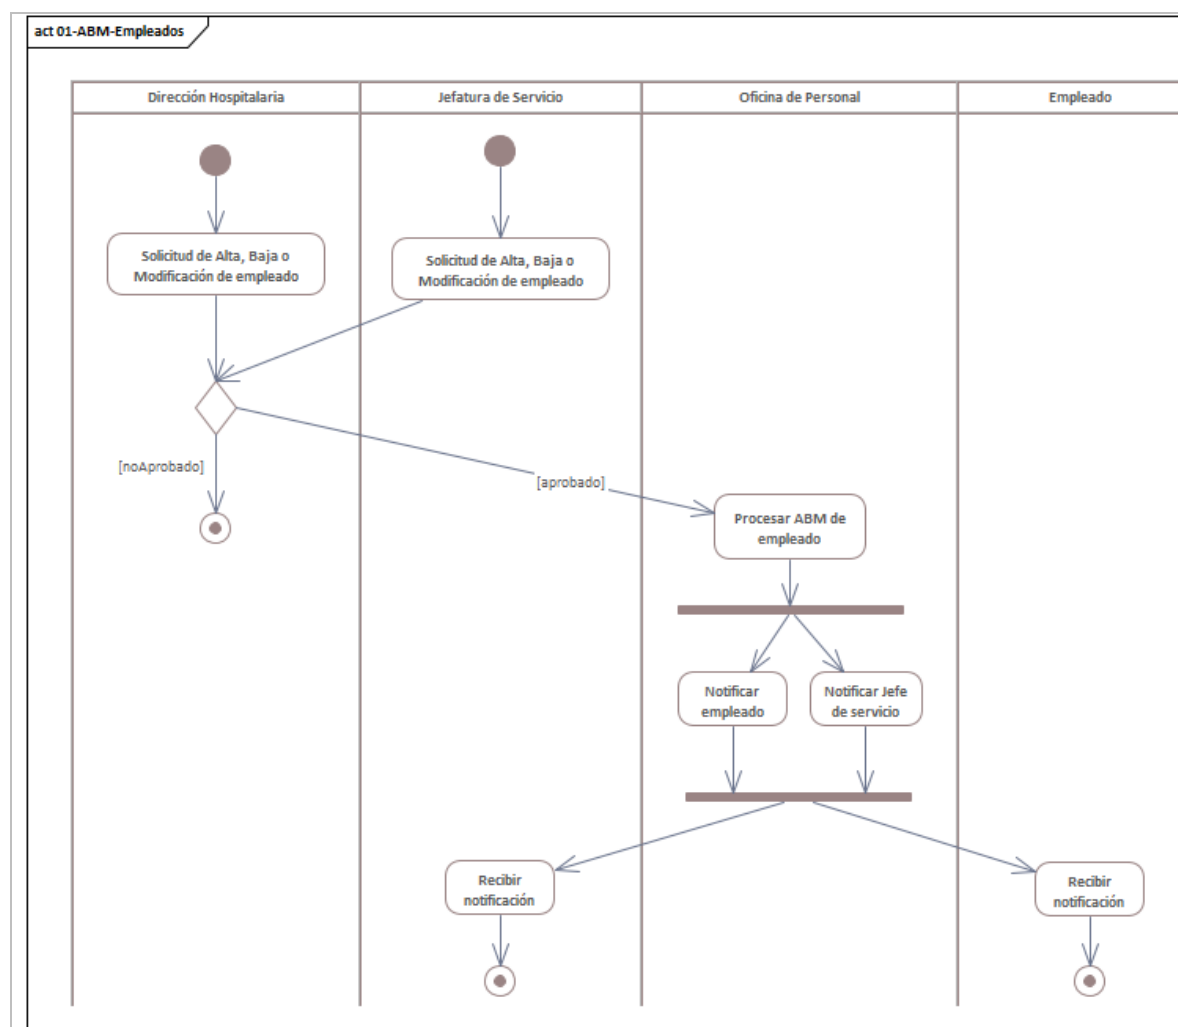 act 01-ABM-Empleados
Dirección Hospitalaria
Jefatura de Servicio
Oficina de Personal
Empleado
Solicitud de Alta, Baja o
Modificación de empleado
Solicitud de Alta, Baja o
Modificación de empleado
[noAprobado]
[aprobado]
Procesar ABM de
empleado
Notificar
empleado
Notificar Jefe
de servicio
Recibir
notificación
Recibir
notificación